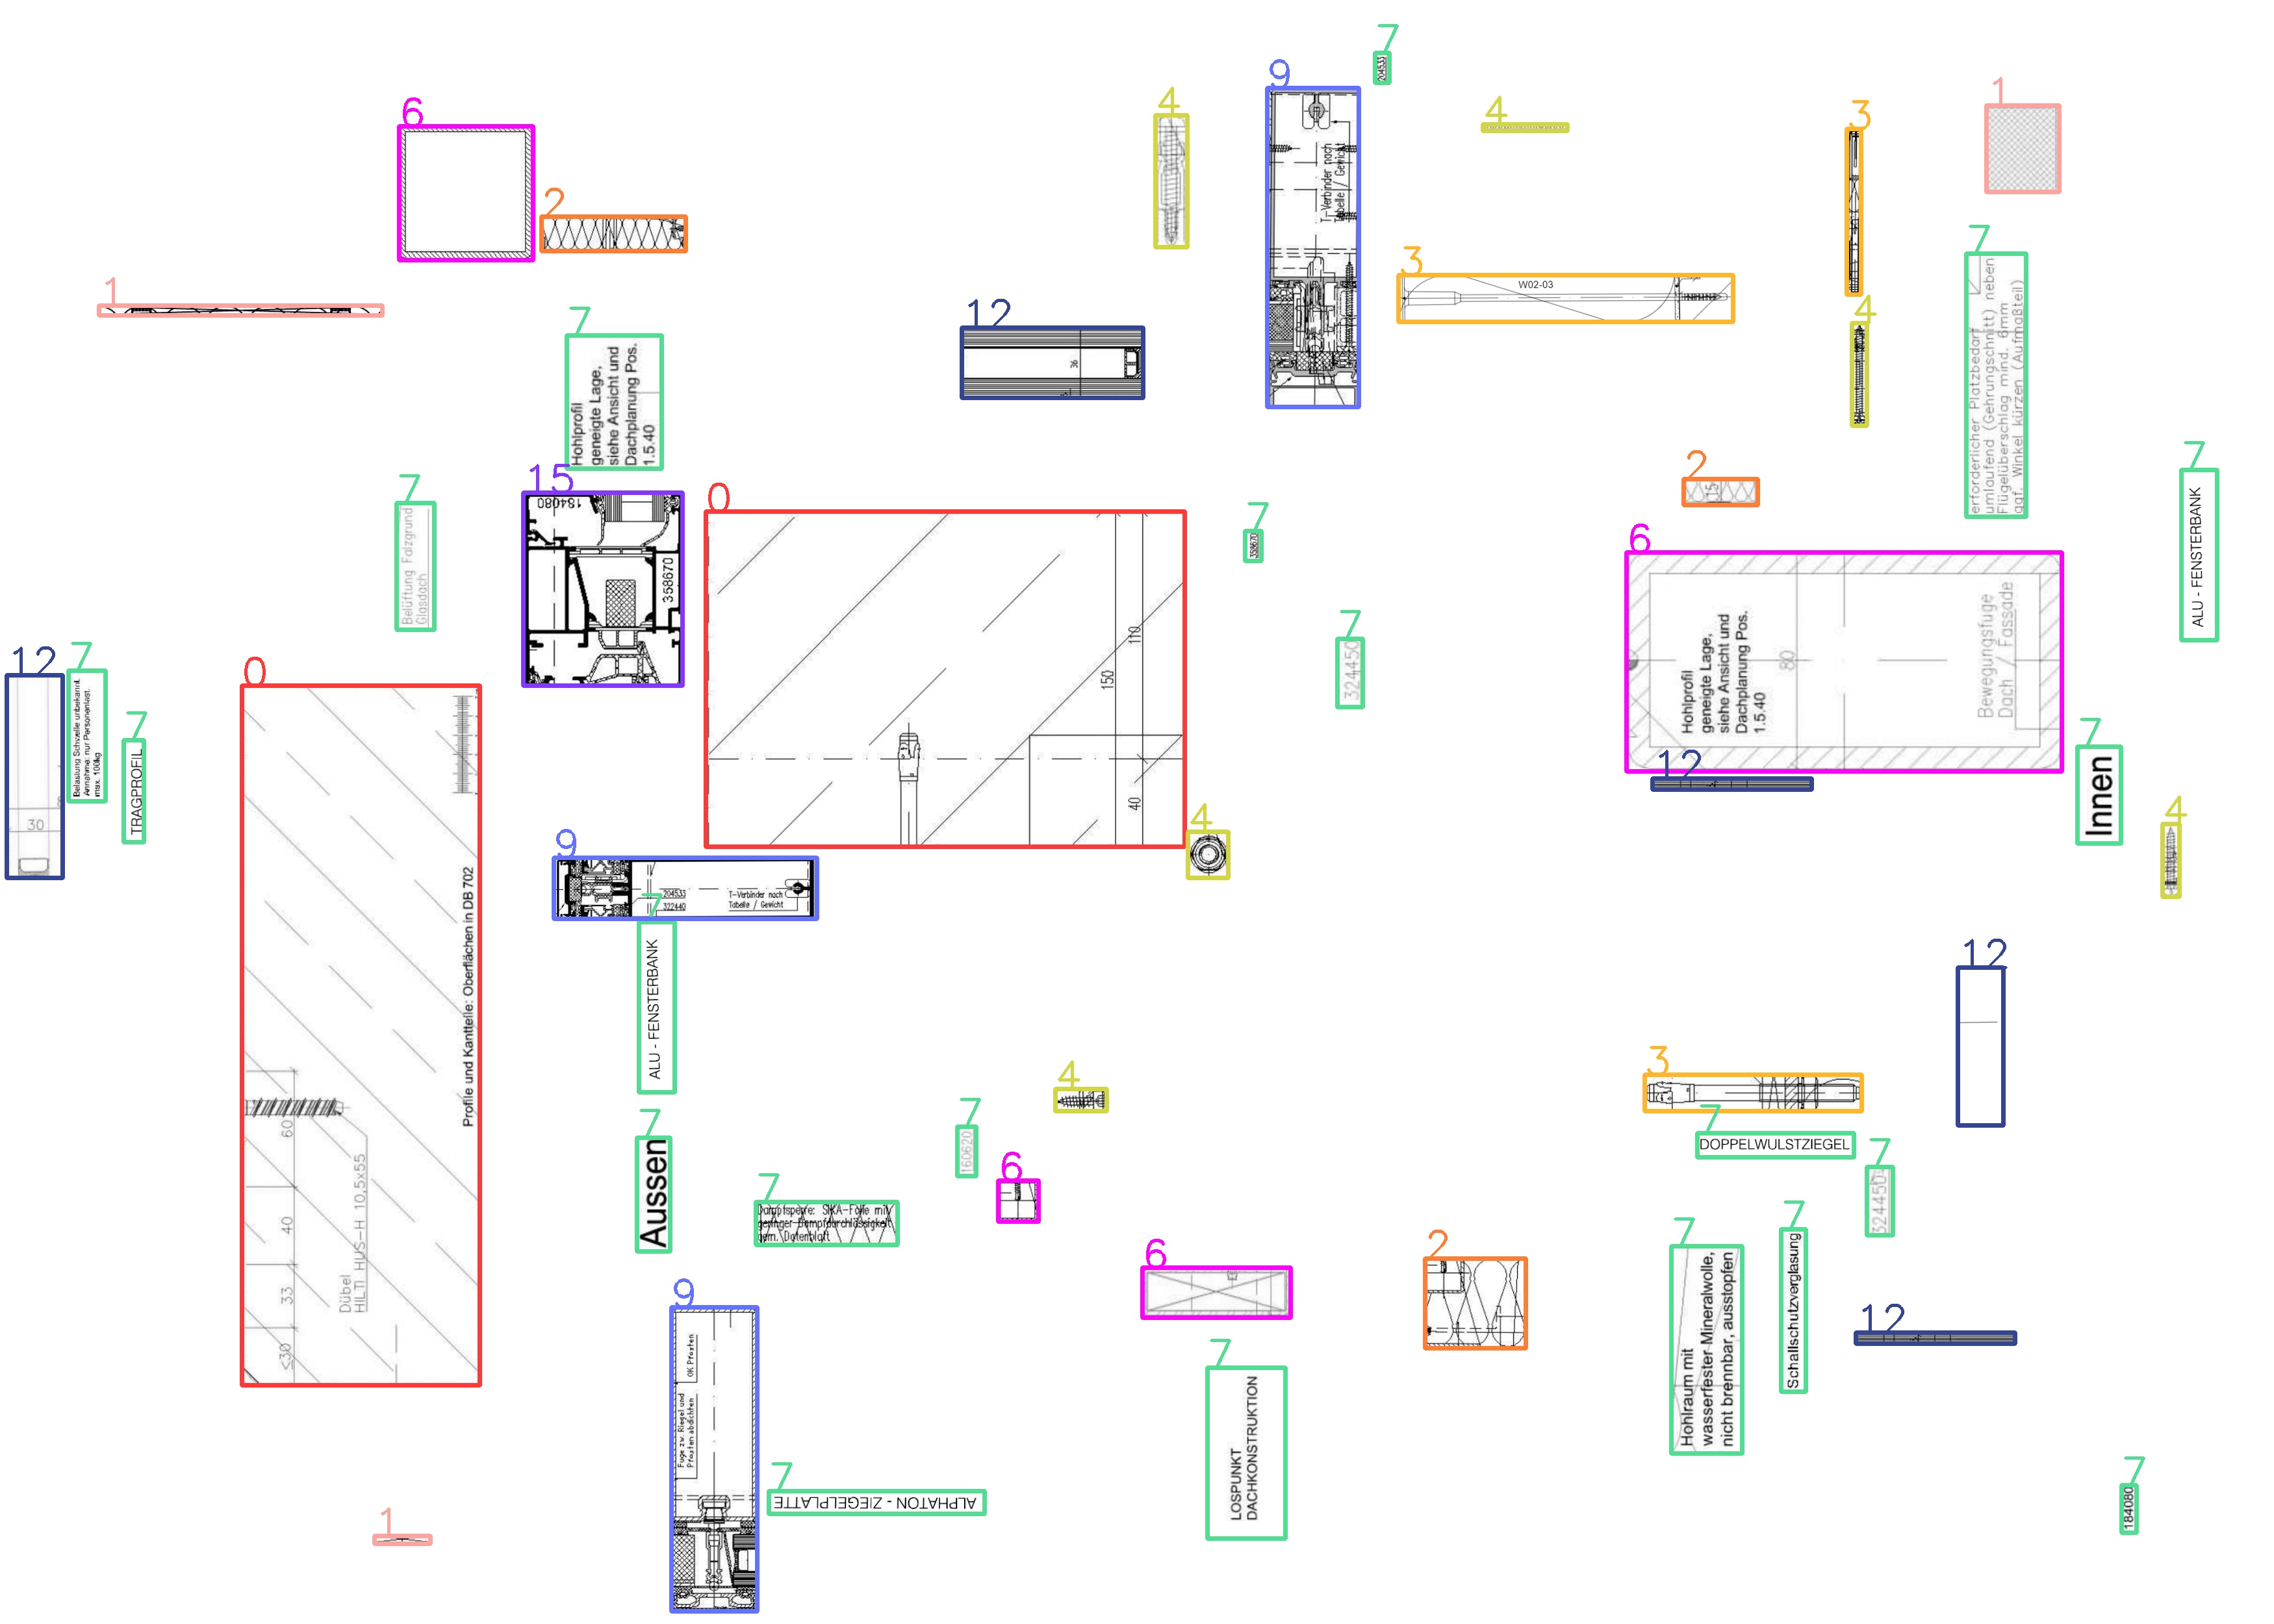 7
204533
9
4
4
3
1
6
T-Verbinder nach
Tabelle / Gewicht
2
7
erforderlicher Platzbedarf
umlaufend (Gehrungschnitt) neben
Flügelüberschlag mind. 6mm
ggf. Winkel kürzen (Aufmaßteil)
3
W02-03
1
7
Hohlprofil
geneigte Lage,
siehe Ansicht und
Dachplanung Pos.
1.5.40
12
36
4
2
15
7
ALU - FENSTERBANK
15
184080
358670
7
Belüftung Falzgrund
Glasdach
0
110
150
40
7
358670
6
Hohlprofil
geneigte Lage,
siehe Ansicht und
Dachplanung Pos.
1.5.40
80
Bewegungsfuge
Dach / Fassade
7
324450
12
30
7
Belastung Schwelle unbekannt.
Annahme: nur Personenlast.
max. 100kg
7
TRAGPROFIL
0
Profile und Kantteile: Oberflächen in DB 702
60
40
33
≤30
Dübel
HILTI HUS-H 10,5x55
7
Innen
12
4
4
9
204533
322440
T-Verbinder nach
Tabelle / Gewicht
7
ALU - FENSTERBANK
12
3
4
7
DOPPELWULSTZIEGEL
7
Aussen
7
160620
6
7
324450
7
Dampfsperre: SIKA-Folie mit
geringer Dampfdurchlässigkeit
gem. Datenblatt
6
2
7
Hohlraum mit
wasserfester Mineralwolle,
nicht brennbar, ausstopfen
7
Schallschutzverglasung
12
9
OK Pfosten
Fuge zw. Riegel und
Pfosten abdichten
7
LOSPUNKT
DACHKONSTRUKTION
7
ALPHATON - ZIEGELPLATTE
7
184080
1